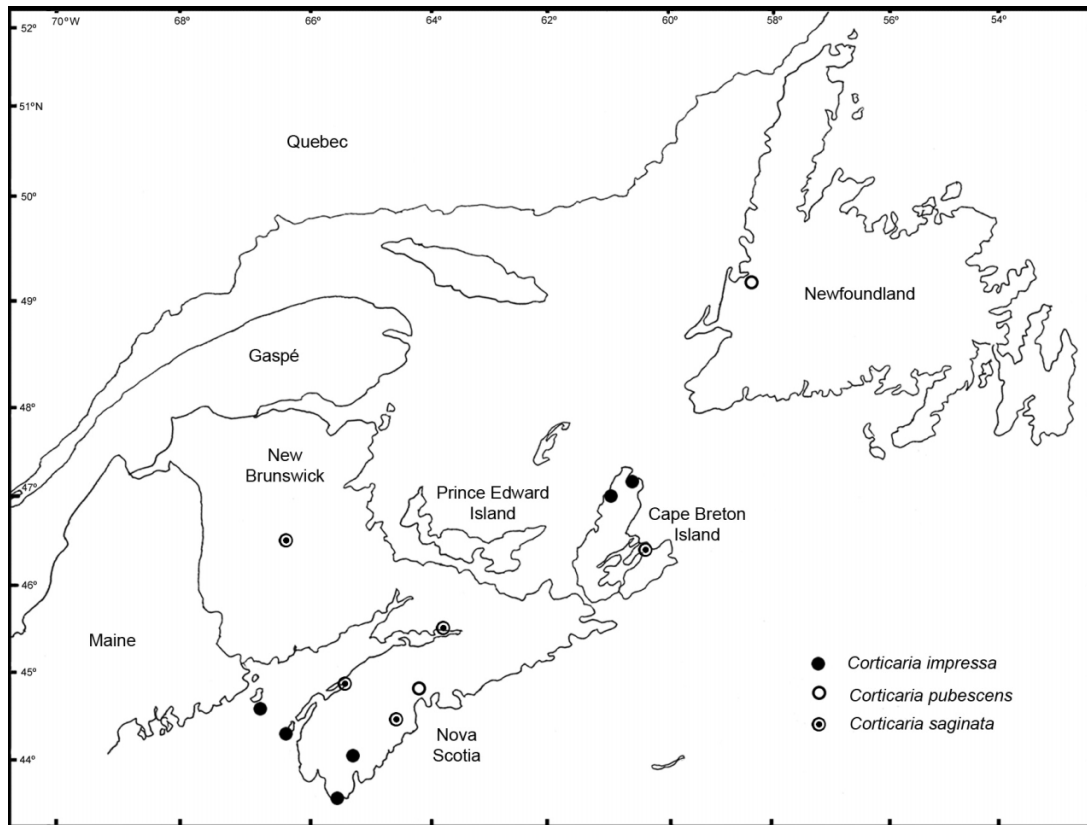 70°W 68° 66° 64° 62° 60° 58° 56° 54°
52°
51°N
Quebec
50°
49°
Newfoundland
Gaspé
48°
New
Brunswick
47°
Prince Edward
Island
Cape Breton
Island
46°
Maine
45°
Corticaria impressa
Corticaria pubescens
Corticaria saginata
Nova
Scotia
44°